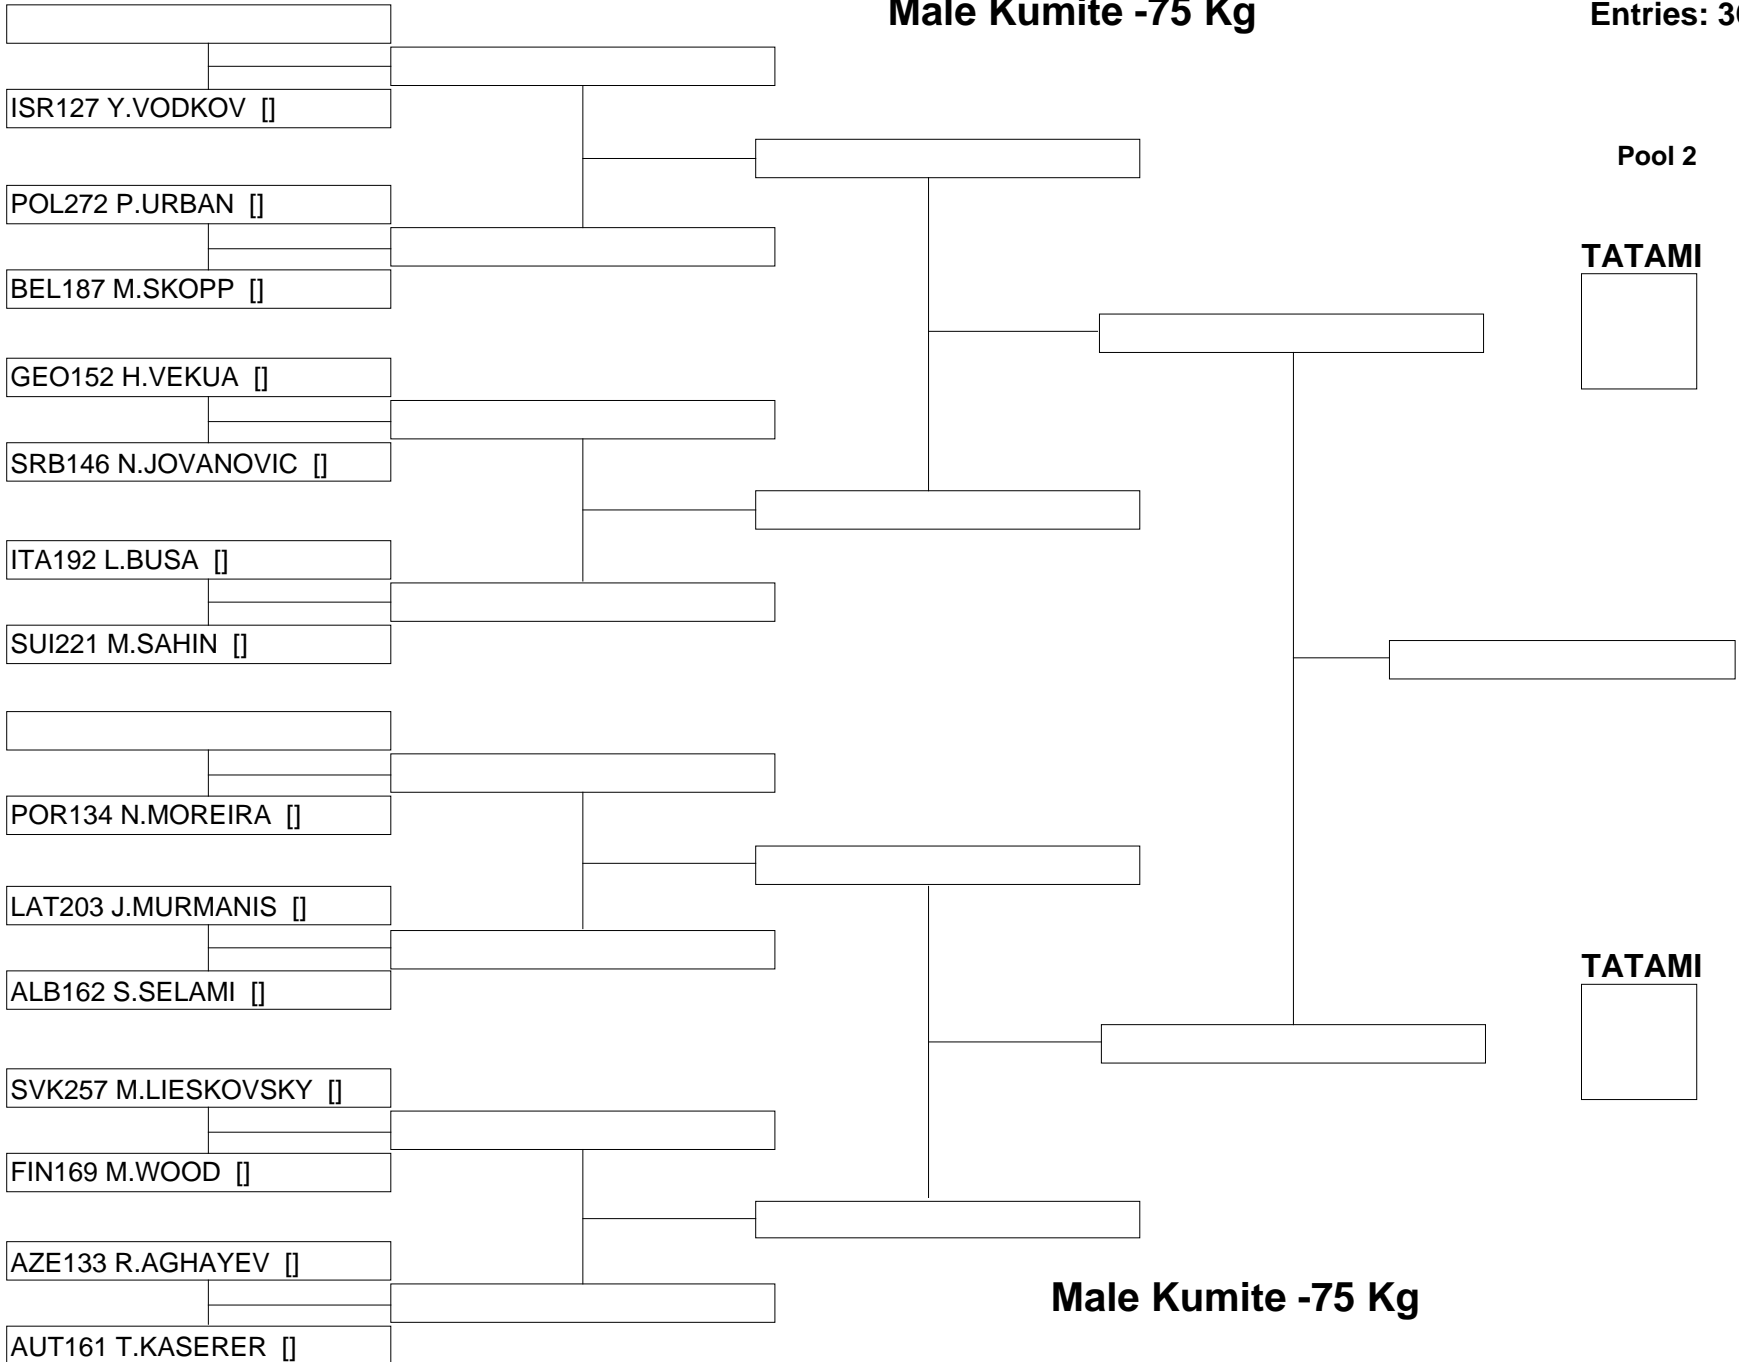 Male Kumite -75 Kg
Entries: 36
ISR127 Y.VODKOV []
Pool 2
POL272 P.URBAN []
TATAMI
BEL187 M.SKOPP []
GEO152 H.VEKUA []
SRB146 N.JOVANOVIC []
ITA192 L.BUSA []
SUI221 M.SAHIN []
POR134 N.MOREIRA []
LAT203 J.MURMANIS []
TATAMI
ALB162 S.SELAMI []
SVK257 M.LIESKOVSKY []
FIN169 M.WOOD []
AZE133 R.AGHAYEV []
Male Kumite -75 Kg
AUT161 T.KASERER []